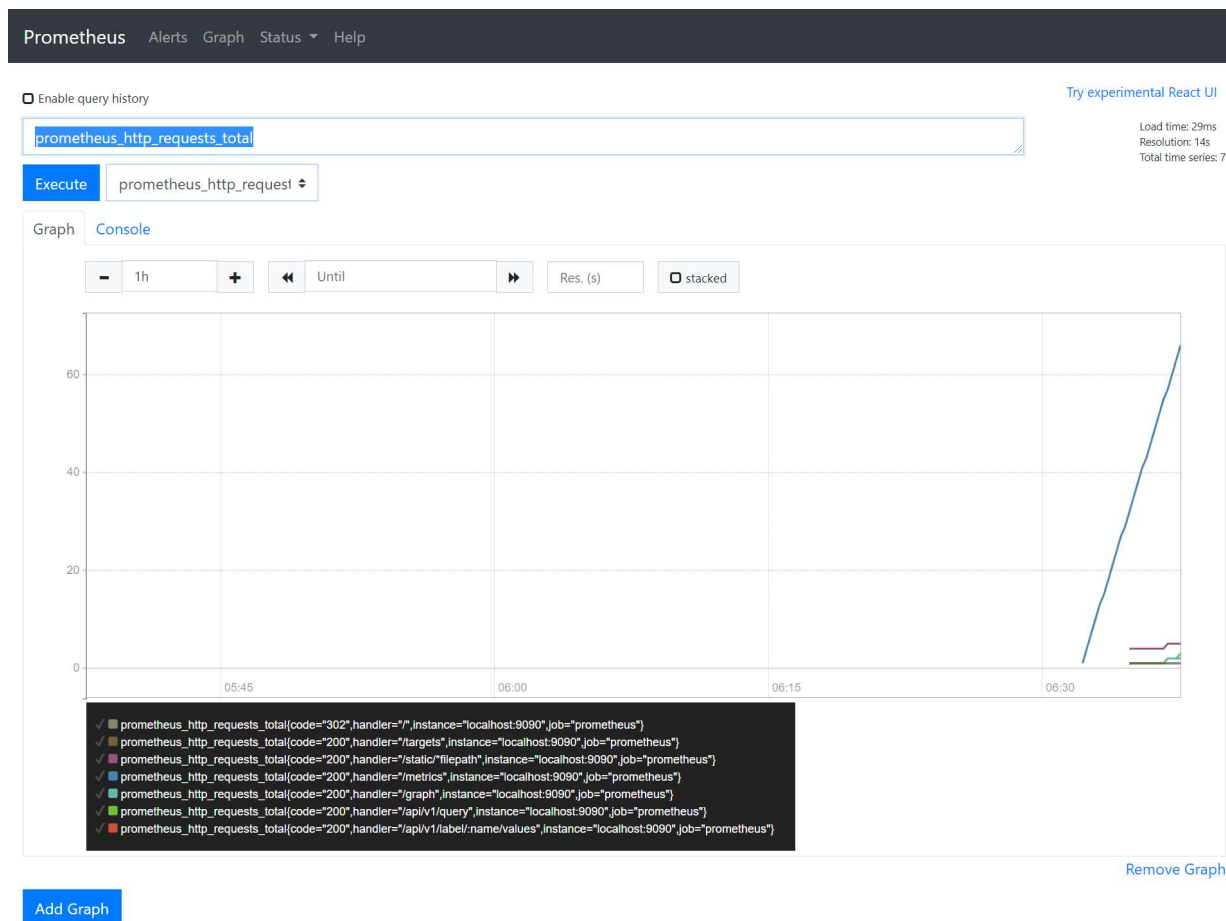 Prometheus Alerts Graph Status Help
Enable query history
Try experimental React UI
prometheus_http_requests_total
Load time: 29ms
Resolution: 14s
Total time series: 7
Execute prometheus_http_request
Graph Console
1h Until Res. (s) stacked
60
40
20
0
05:45 06:00 06:15 06:30
prometheus_http_requests_total{code="302",handler="/",instance="localhost:9090",job="prometheus"}
prometheus_http_requests_total{code="200",handler="/targets",instance="localhost:9090",job="prometheus"}
prometheus_http_requests_total{code="200",handler="/static/*filepath",instance="localhost:9090",job="prometheus"}
prometheus_http_requests_total{code="200",handler="/metrics",instance="localhost:9090",job="prometheus"}
prometheus_http_requests_total{code="200",handler="/graph",instance="localhost:9090",job="prometheus"}
prometheus_http_requests_total{code="200",handler="/api/v1/query",instance="localhost:9090",job="prometheus"}
prometheus_http_requests_total{code="200",handler="/api/v1/label/:name/values",instance="localhost:9090",job="prometheus"}
Remove Graph
Add Graph